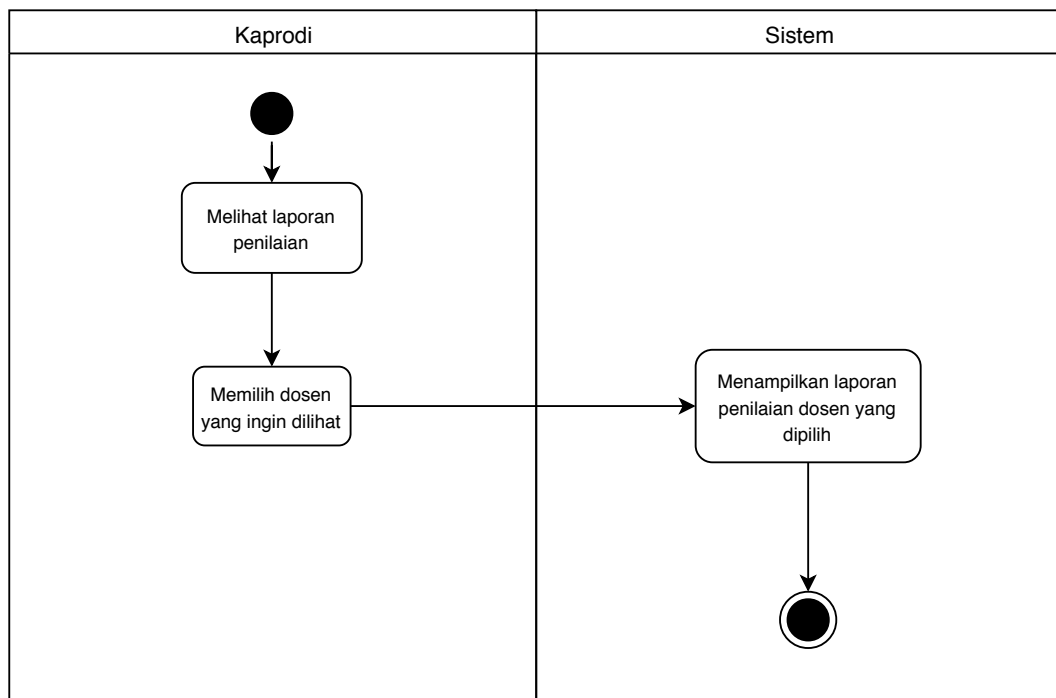 Kaprodi
Sistem
Melihat laporan
penilaian
Memilih dosen
yang ingin dilihat
Menampilkan laporan
penilaian dosen yang
dipilih